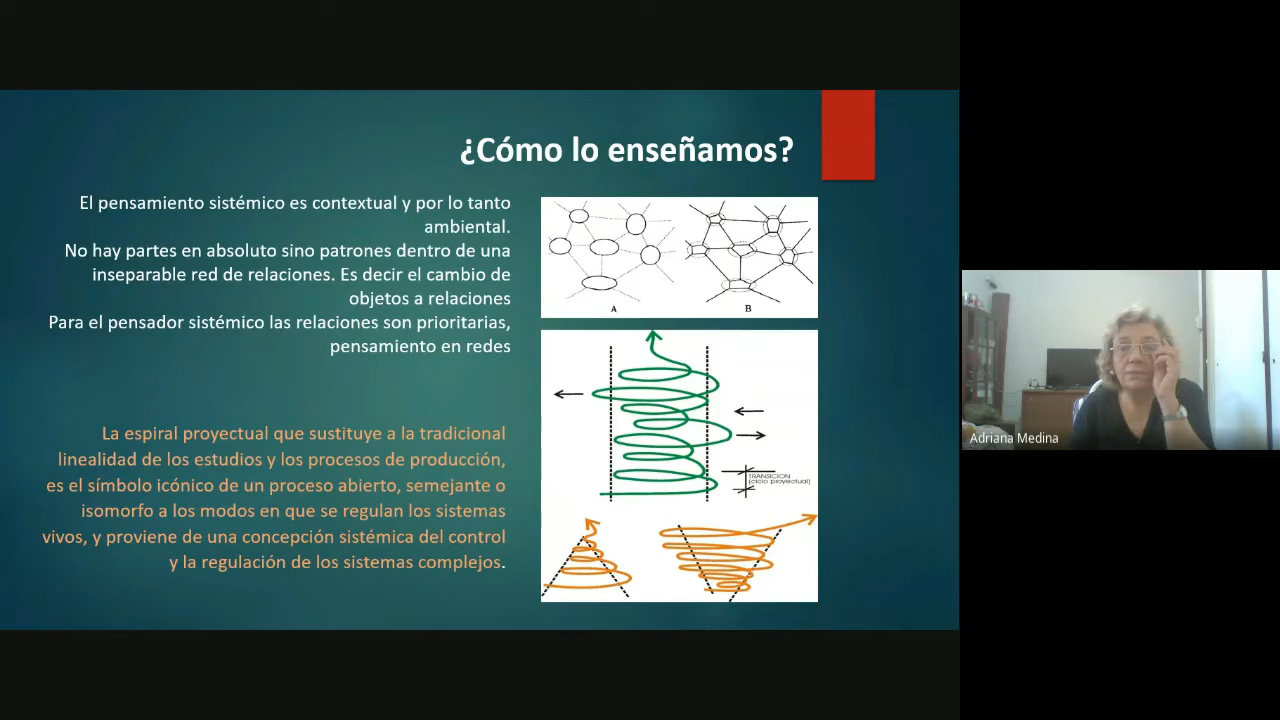 ¿Cómo lo enseñamos?
El pensamiento sistémico es contextual y por lo tanto
ambiental.
No hay partes en absoluto sino patrones dentro de una
inseparable red de relaciones. Es decir el cambio de
objetos a relaciones
Para el pensador sistémico las relaciones son prioritarias,
pensamiento en redes
La espiral proyectual que sustituye a la tradicional
linealidad de los estudios y los procesos de producción,
es el símbolo icónico de un proceso abierto, semejante o
isomorfo a los modos en que se regulan los sistemas
vivos, y proviene de una concepción sistémica del control
y la regulación de los sistemas complejos.
A
B
TRANSICION
(ciclo proyectual)
Adriana Medina